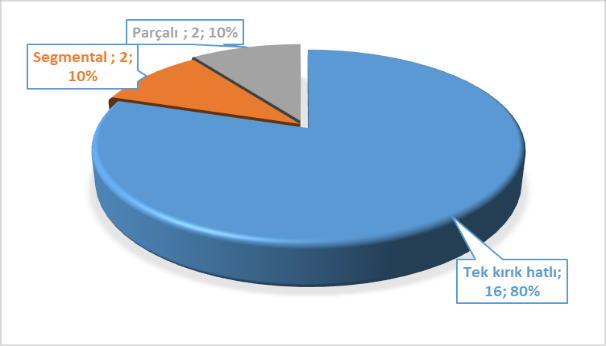 Parçalı ; 2; 10%
Segmental ; 2;
10%
Tek kırık hatlı;
16; 80%